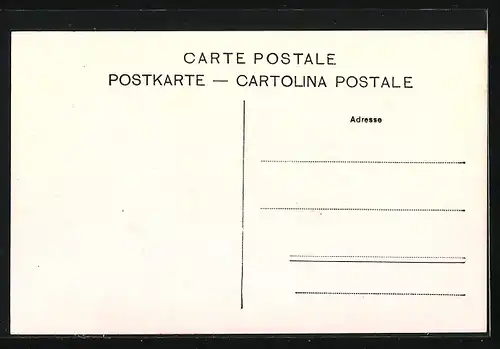 CARTE POSTALE
POSTKARTE — CARTOLINA POSTALE
Adresse